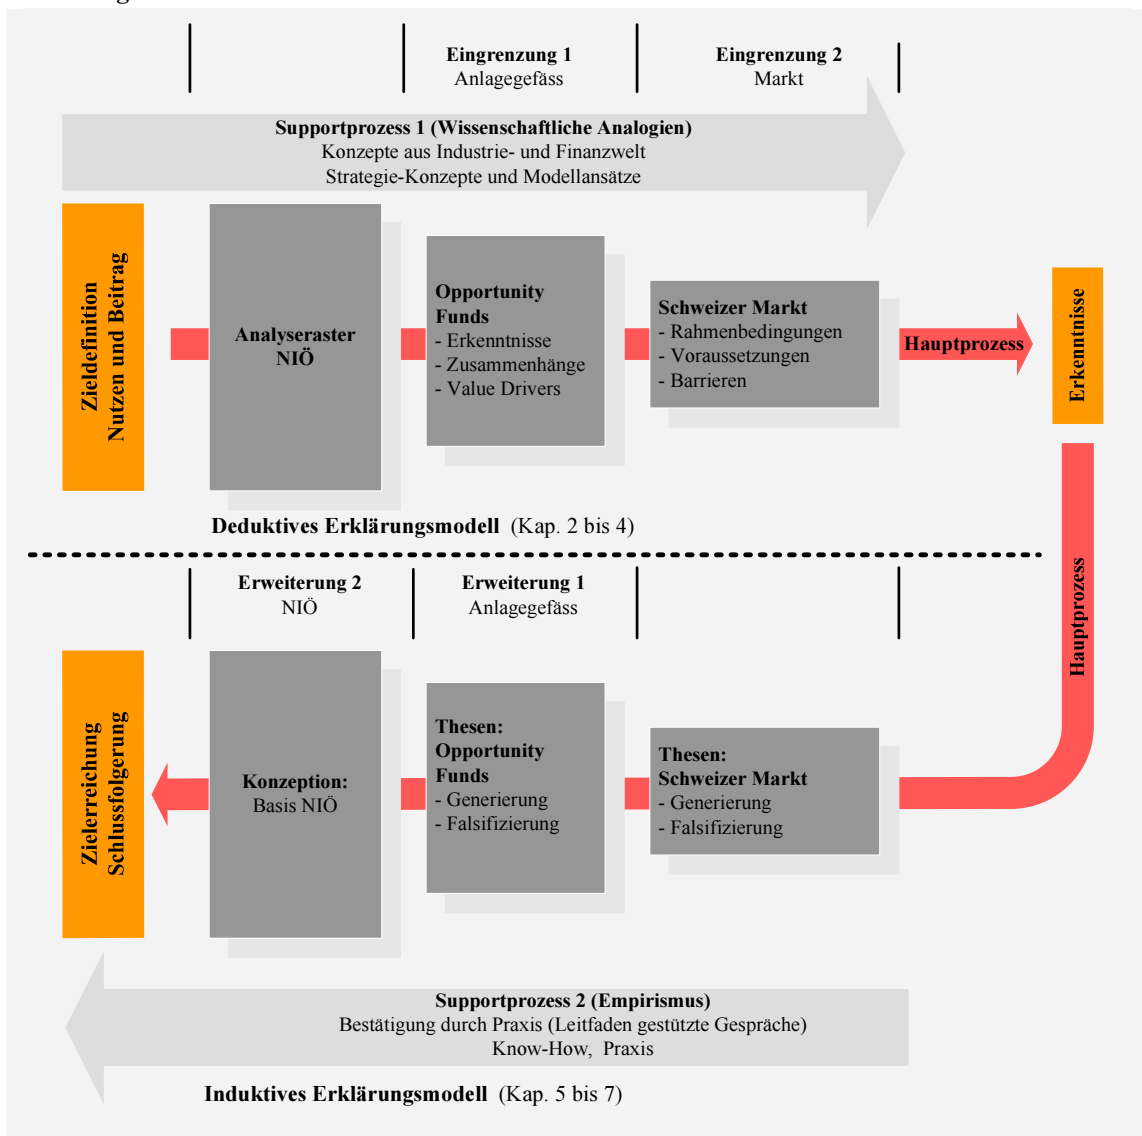 Eingrenzung 1
Anlagegefäss
Eingrenzung 2
Markt
Supportprozess 1 (Wissenschaftliche Analogien)
Konzepte aus Industrie- und Finanzwelt
Strategie-Konzepte und Modellansätze
Zieldefinition
Nutzen und Beitrag
Analyseraster
NIÖ
Opportunity
Funds
- Erkenntnisse
- Zusammenhänge
- Value Drivers
Schweizer Markt
- Rahmenbedingungen
- Voraussetzungen
- Barrieren
Hauptprozess
Erkenntnisse
Deduktives Erklärungsmodell (Kap. 2 bis 4)
Hauptprozess
Erweiterung 2
NIÖ
Erweiterung 1
Anlagegefäss
Zielerreichung
Schlussfolgerung
Konzeption:
Basis NIÖ
Thesen:
Opportunity
Funds
- Generierung
- Falsifizierung
Thesen:
Schweizer Markt
- Generierung
- Falsifizierung
Supportprozess 2 (Empirismus)
Bestätigung durch Praxis (Leitfaden gestützte Gespräche)
Know-How, Praxis
Induktives Erklärungsmodell (Kap. 5 bis 7)